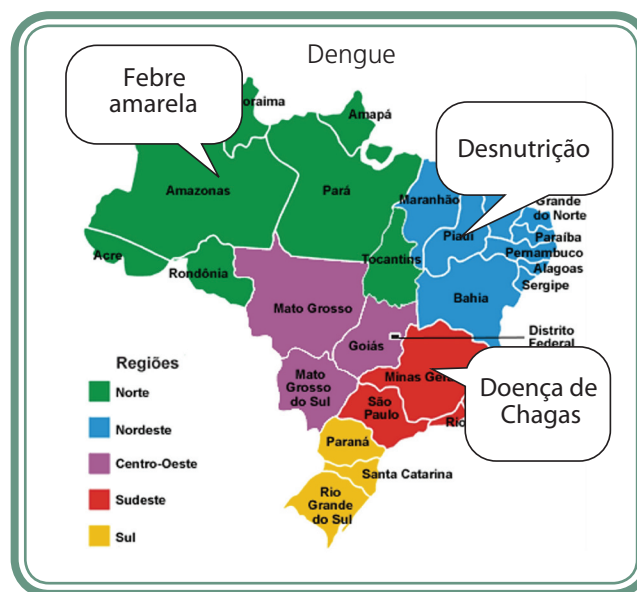 Dengue
Febre
amarela
oraima
Amapá
Desnutrição
Amazonas
Pará
Maranhão
Grande
do Norte
Piauí
Paraíba
Pernambuco
Acre
Rondônia
Tocantins
Alagoas
Sergipe
Bahia
Mato Grosso
Distrito
Federal
Goiás
Regiões
Norte
Nordeste
Centro-Oeste
Sudeste
Sul
Mato
Grosso
do Sul
Minas Ger
São
Paulo
Rio
Doença de
Chagas
Paraná
Santa Catarina
Rio
Grande
do Sul